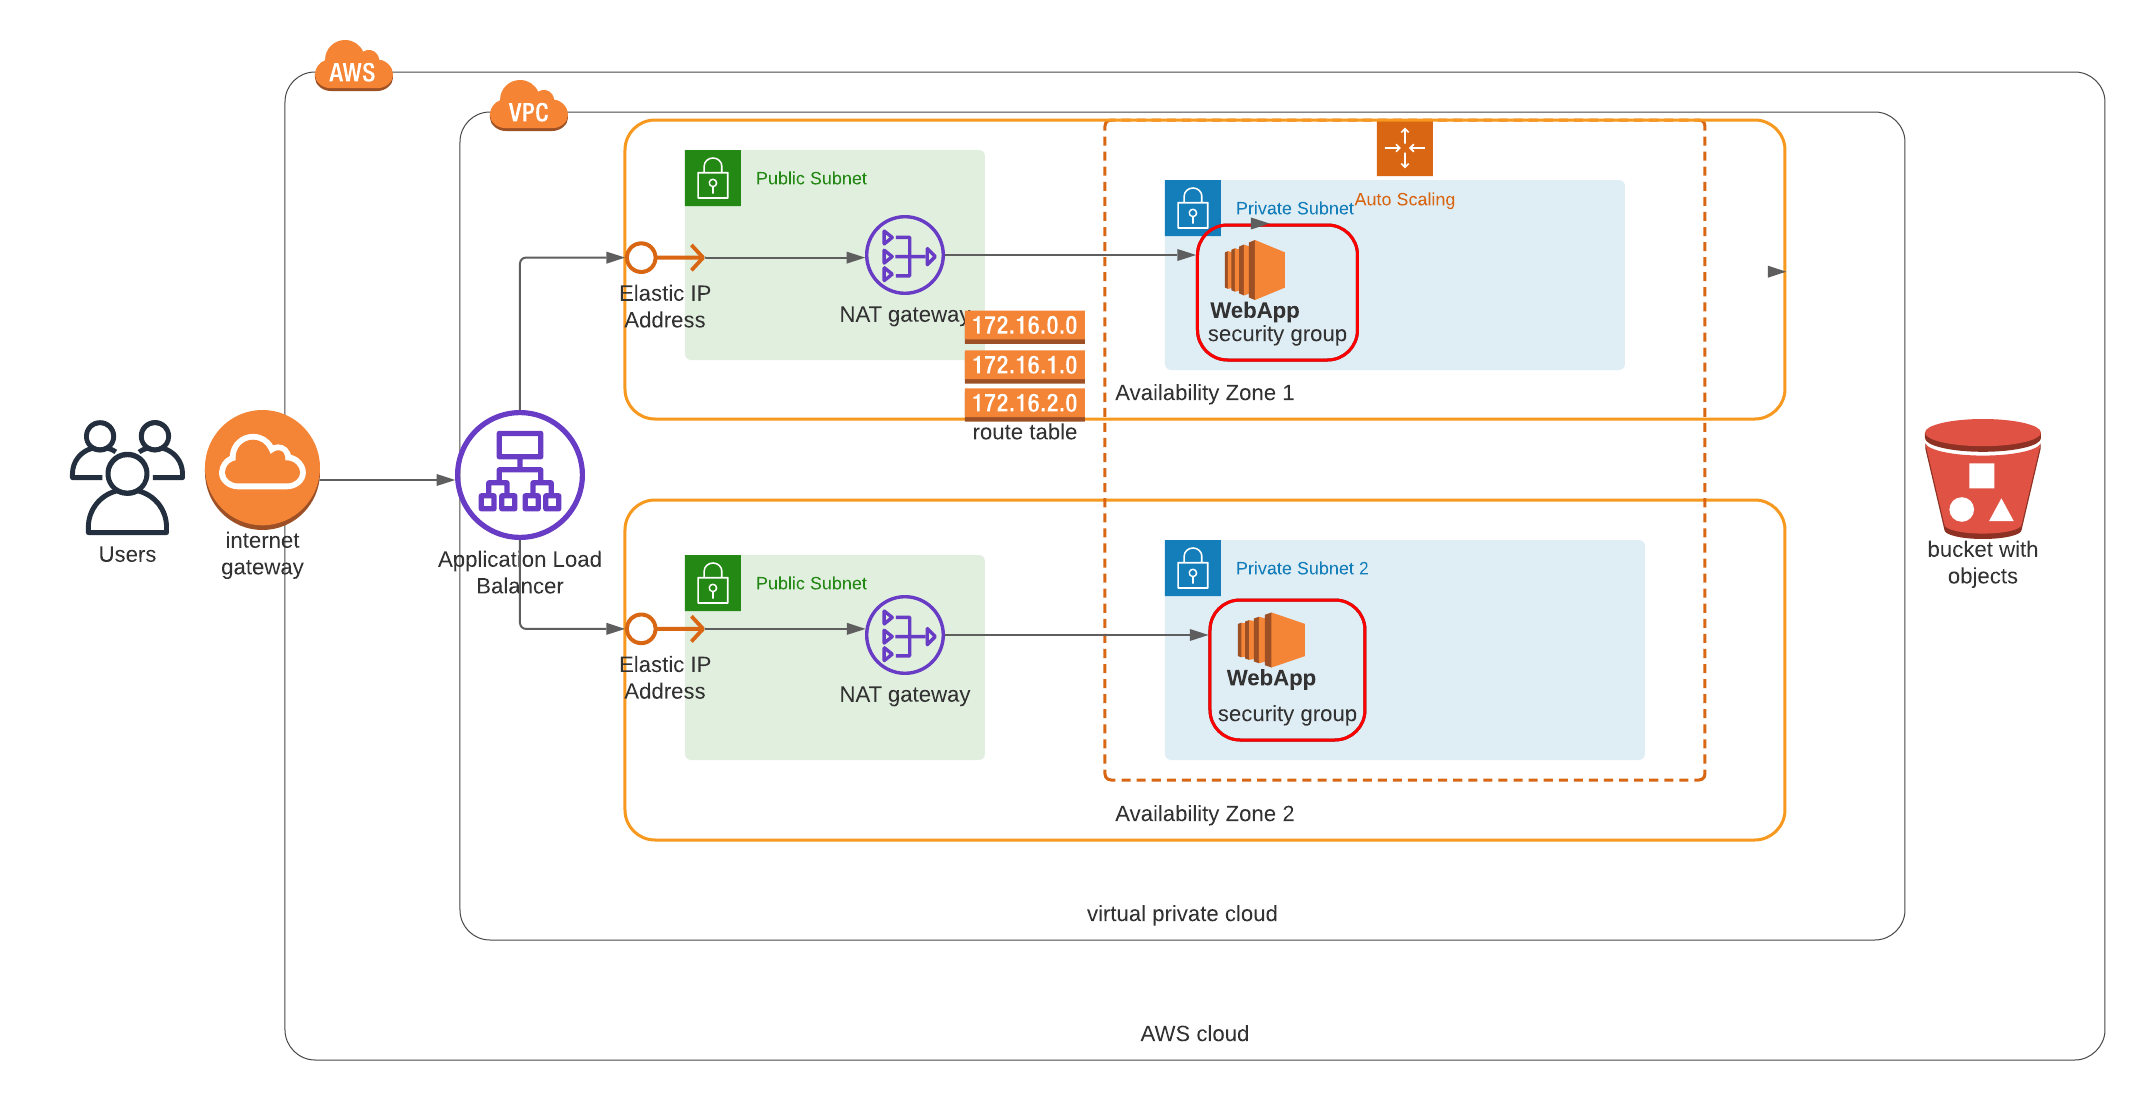 AWS
VPC
Public Subnet
Private Subnet
Auto Scaling
Elastic IP
Address
NAT gateway
WebApp
security group
172.16.0.0
172.16.1.0
172.16.2.0
route table
Availability Zone 1
Users
internet
gateway
Application Load
Balancer
bucket with
objects
Public Subnet
Private Subnet 2
Elastic IP
Address
NAT gateway
WebApp
security group
Availability Zone 2
virtual private cloud
AWS cloud